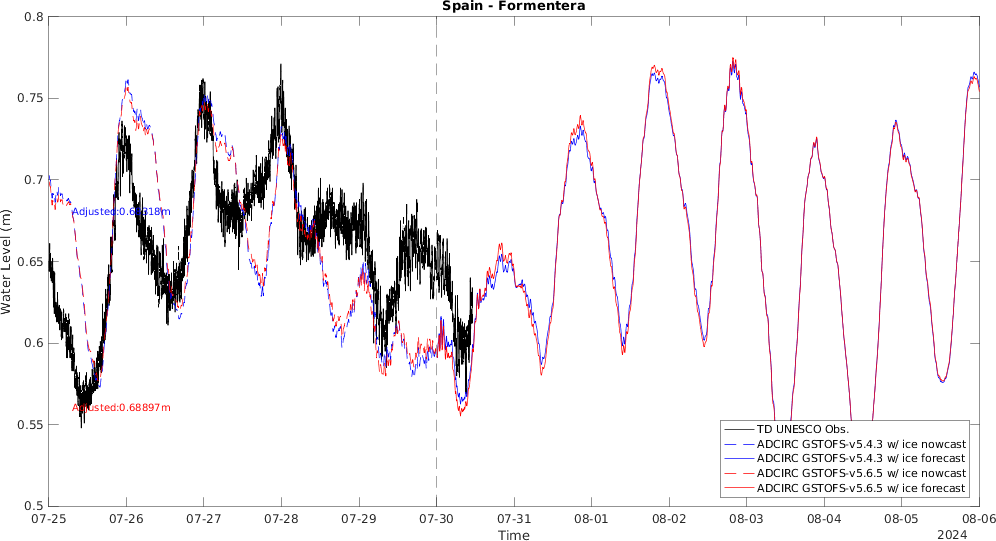 Spain - Formentera
0.8
0.75
0.7
0.65
0.6
0.55
0.5
Water Level (m)
Adjusted:0.68897m
TD UNESCO Obs.
ADCIRC GSTOFS-v5.4.3 w/ ice nowcast
ADCIRC GSTOFS-v5.4.3 w/ ice forecast
ADCIRC GSTOFS-v5.6.5 w/ ice nowcast
ADCIRC GSTOFS-v5.6.5 w/ ice forecast
07-25 07-26 07-27 07-28 07-29 07-30 07-31 08-01 08-02 08-03 08-04 08-05 08-06
Time
2024